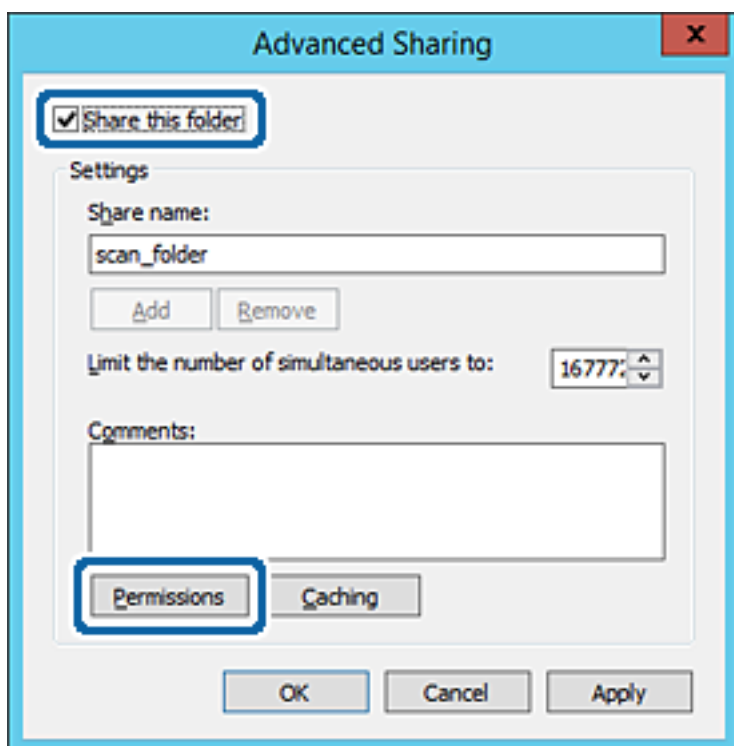 Advanced Sharing
x
Share this folder
Settings
Share name:
scan_folder
Add Remove
Limit the number of simultaneous users to:
Comments:
Permissions Caching
OK Cancel Apply